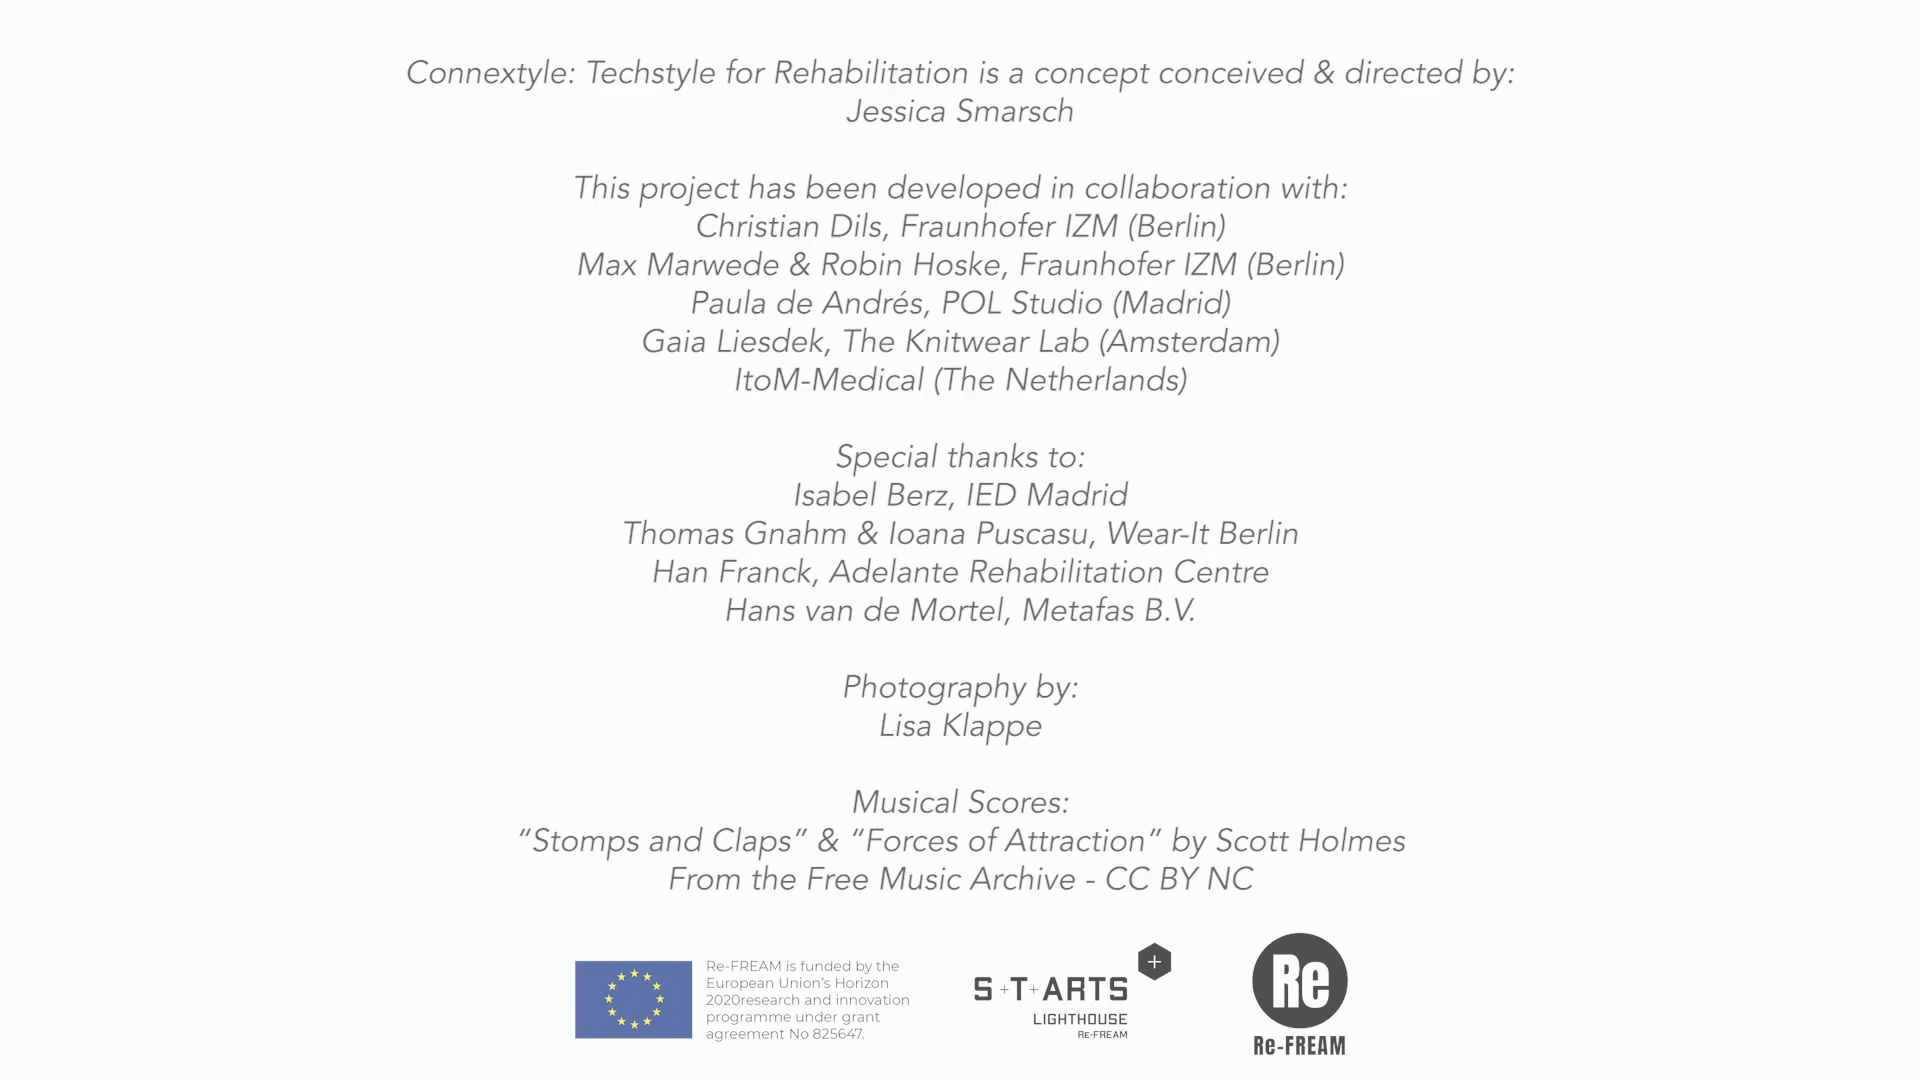 Connextyle: Techstyle for Rehabilitation is a concept conceived & directed by:
Jessica Smarsch
This project has been developed in collaboration with:
Christian Dils, Fraunhofer IZM (Berlin)
Max Marwede & Robin Hoske, Fraunhofer IZM (Berlin)
Paula de Andrés, POL Studio (Madrid)
Gaia Liesdek, The Knitwear Lab (Amsterdam)
ItoM-Medical (The Netherlands)
Special thanks to:
Isabel Berz, IED Madrid
Thomas Gnahm & Ioana Puscasu, Wear-It Berlin
Han Franck, Adelante Rehabilitation Centre
Hans van de Mortel, Metafas B.V.
Photography by:
Lisa Klappe
Musical Scores:
“Stomps and Claps” & “Forces of Attraction” by Scott Holmes
From the Free Music Archive - CC BY NC
Re-FREAM is funded by the
European Union’s Horizon
2020research and innovation
programme under grant
agreement No 825647.
S+T+ARTS
LIGHTHOUSE
Re-FREAM
Re
Re-FREAM